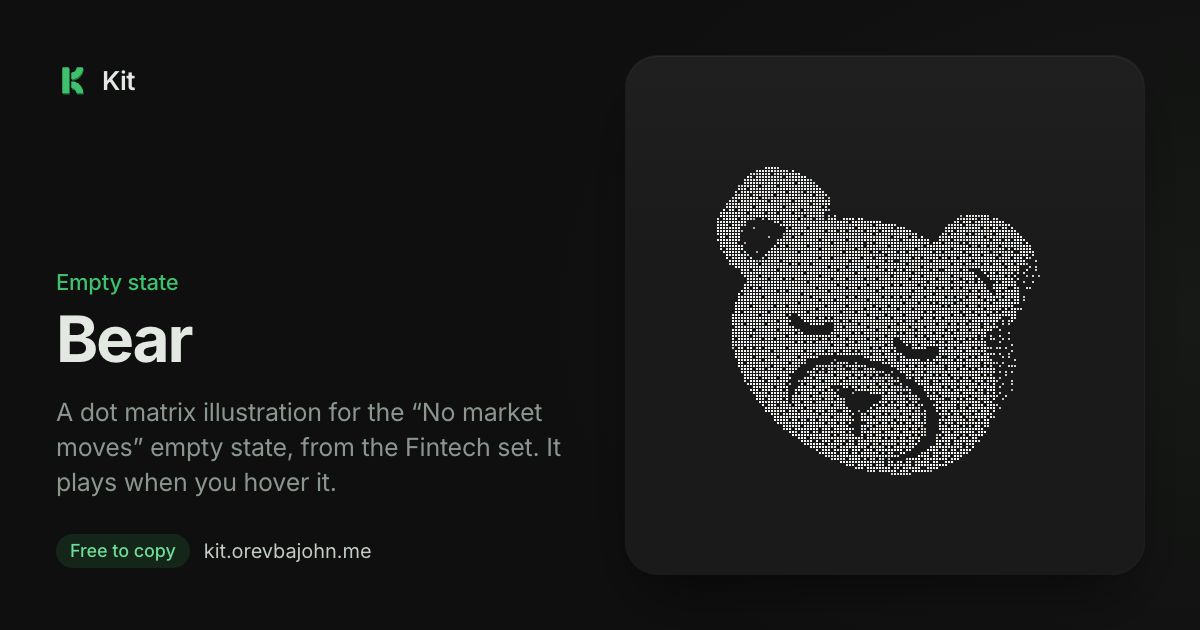 Kit
Empty state
Bear
A dot matrix illustration for the “No market
moves” empty state, from the Fintech set. It
plays when you hover it.
Free to copy
kit.orevbajohn.me